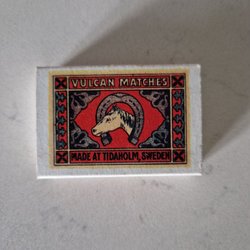 VULCAN MATCHES
MADE AT TIDAHOLM, SWEDEN